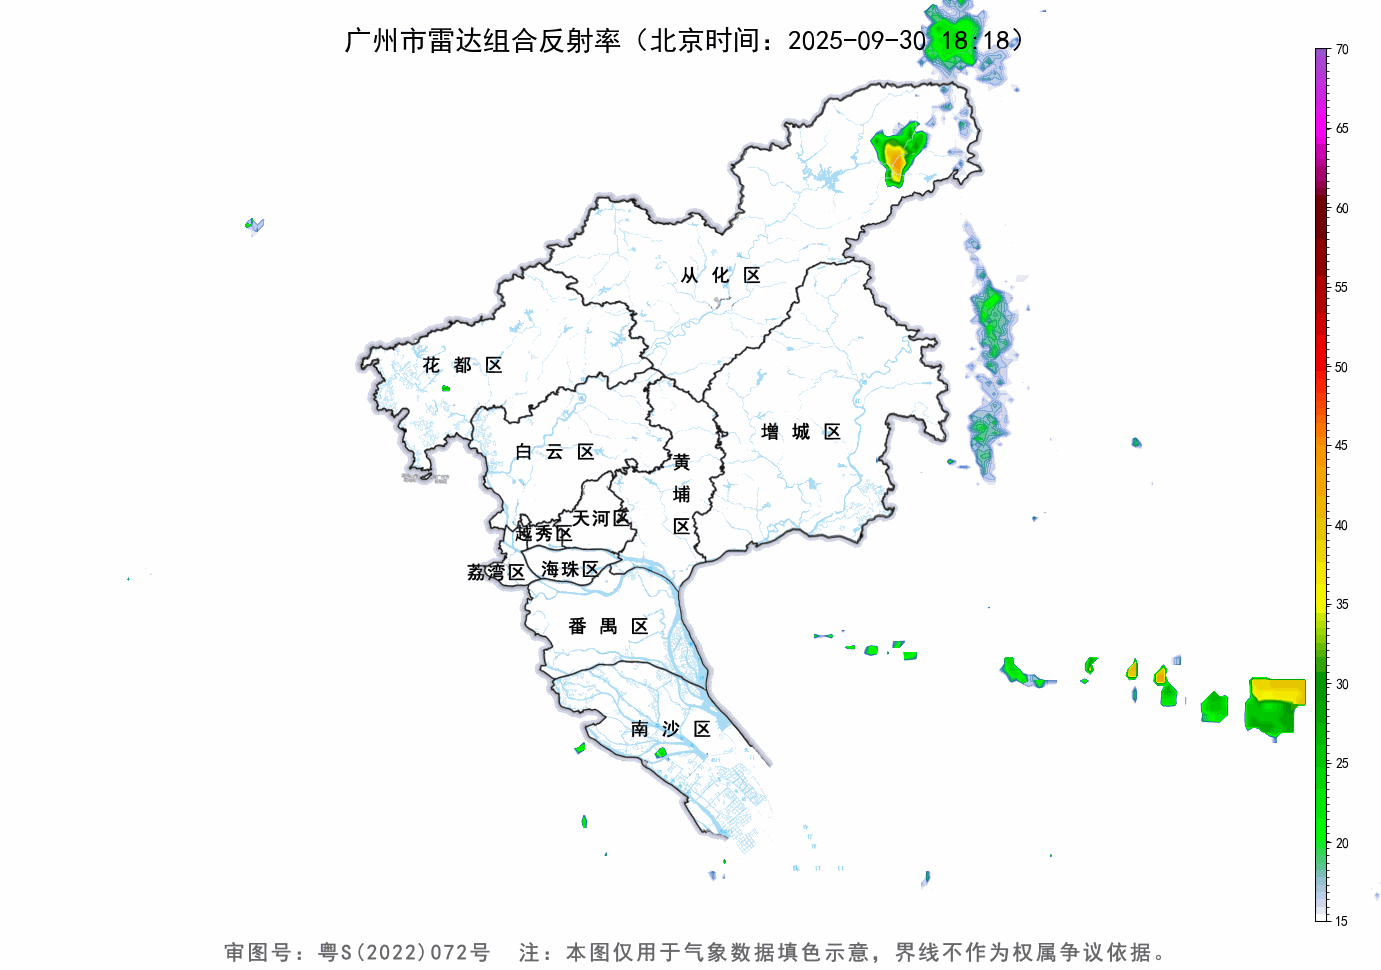 广州市雷达组合反射率（北京时间：2025-09-30 18:18）
70
65
60
55
50
45
40
35
30
25
20
15
从化区
花都区
增城区
白云区
黄埔区
天河区
越秀区
海珠区
荔湾区
番禺区
南沙区
审图号：粤S(2022)072号 注：本图仅用于气象数据填色示意，界线不作为权属争议依据。